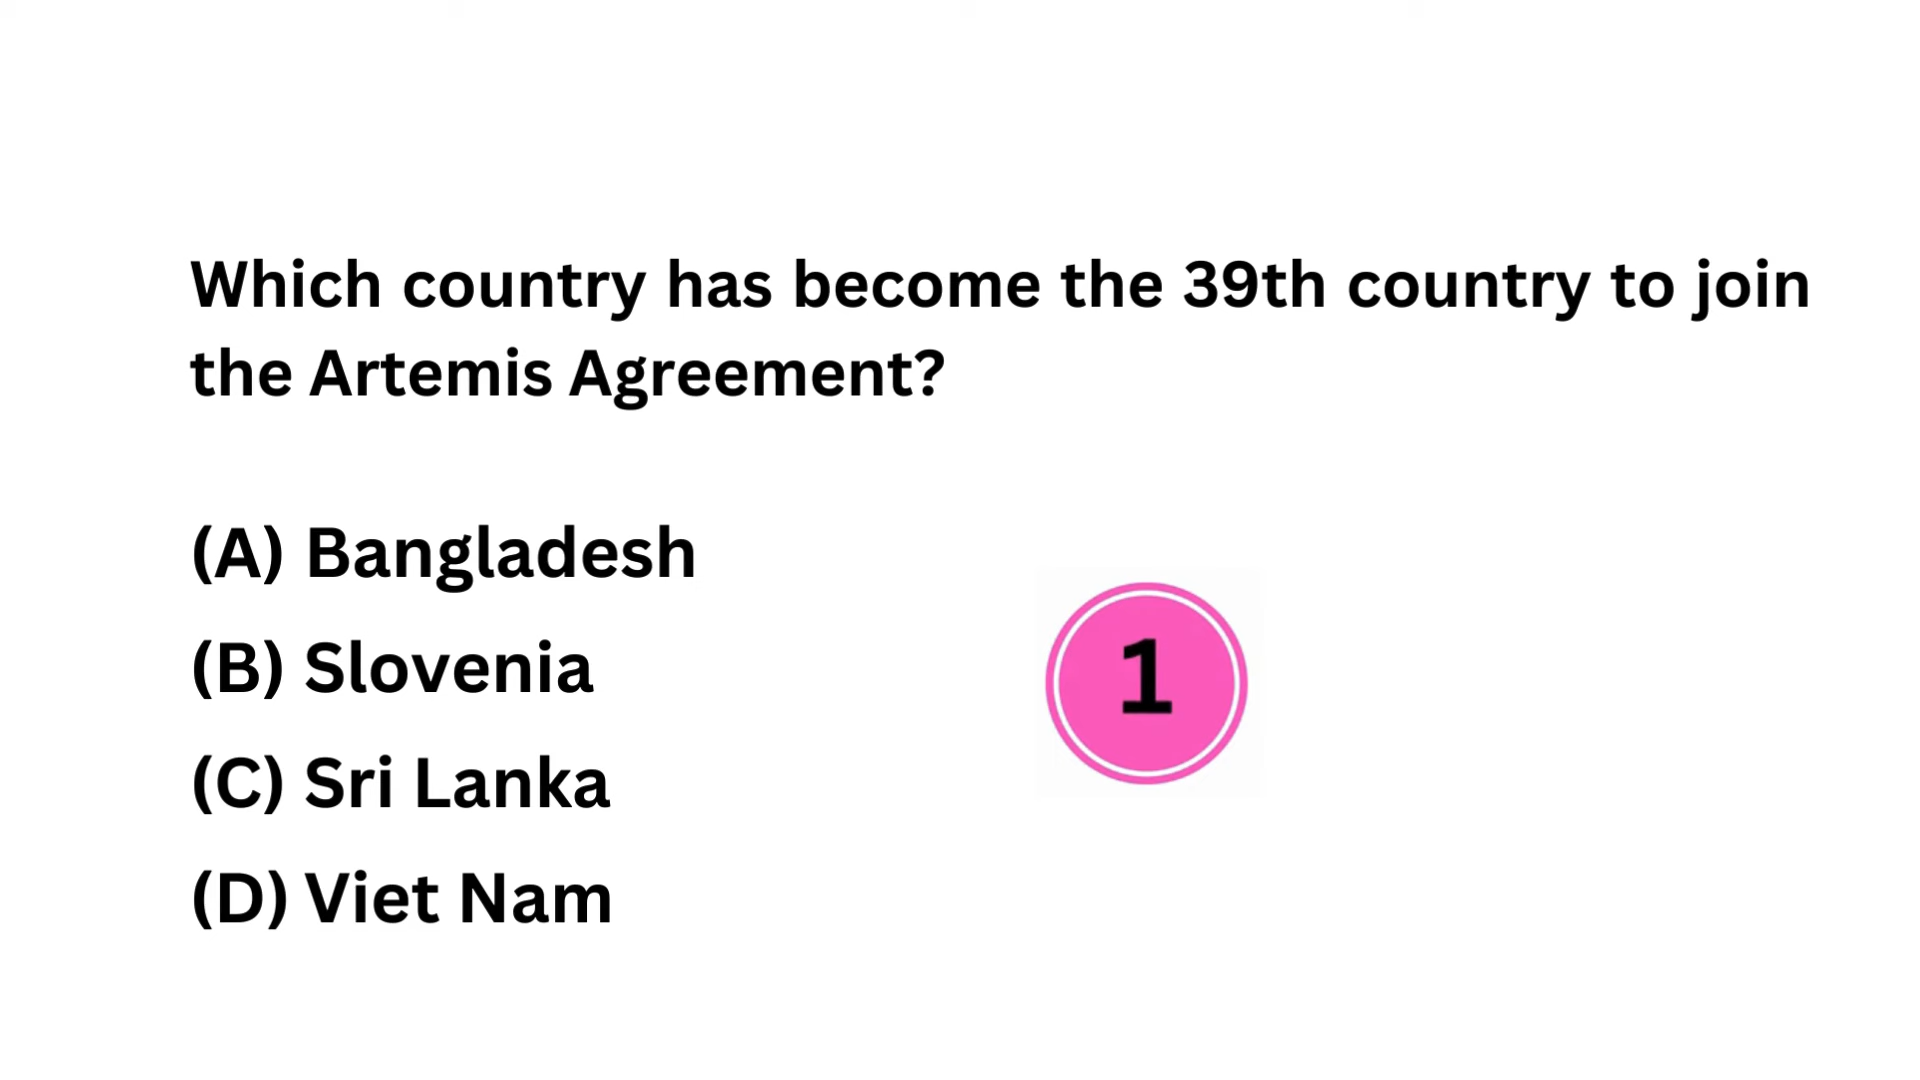 Which country has become the 39th country to join
the Artemis Agreement?
(A) Bangladesh
(B) Slovenia
(C) Sri Lanka
(D) Viet Nam
1